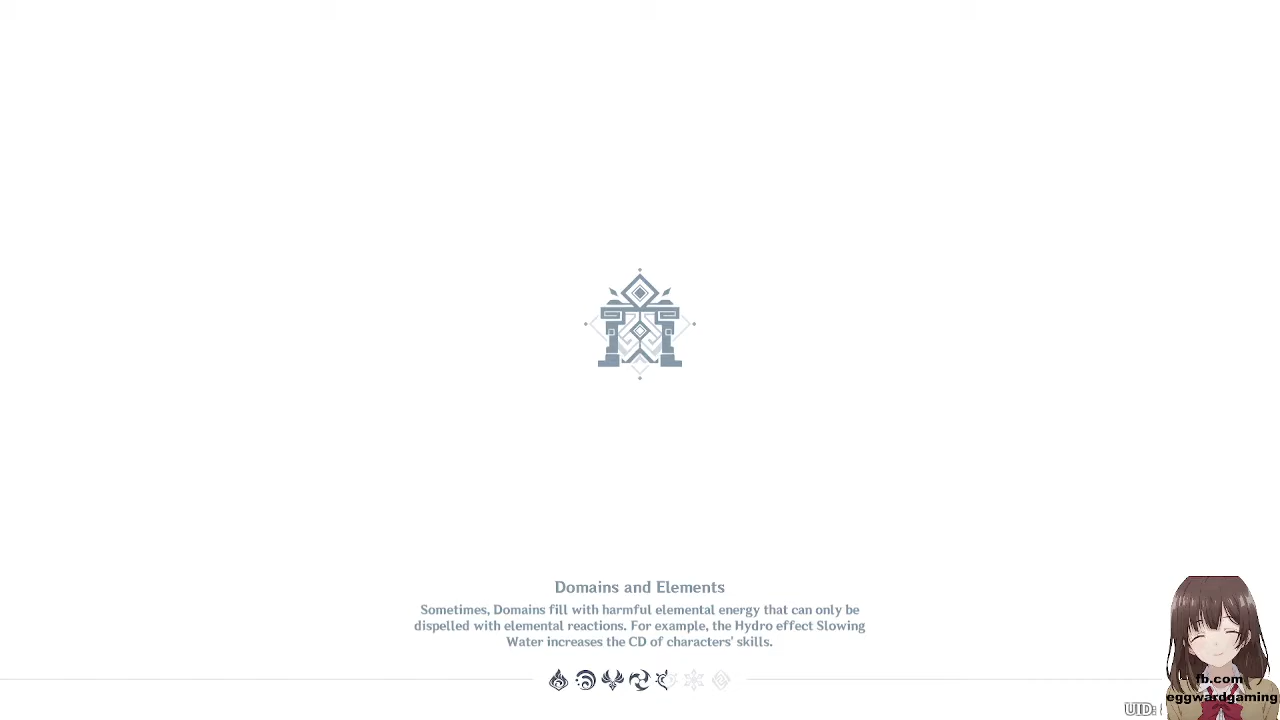 Domains and Elements
Sometimes, Domains fill with harmful elemental energy that can only be
dispelled with elemental reactions. For example, the Hydro effect Slowing
Water increases the CD of characters' skills.
fb.com
eggwardgaming
UID: